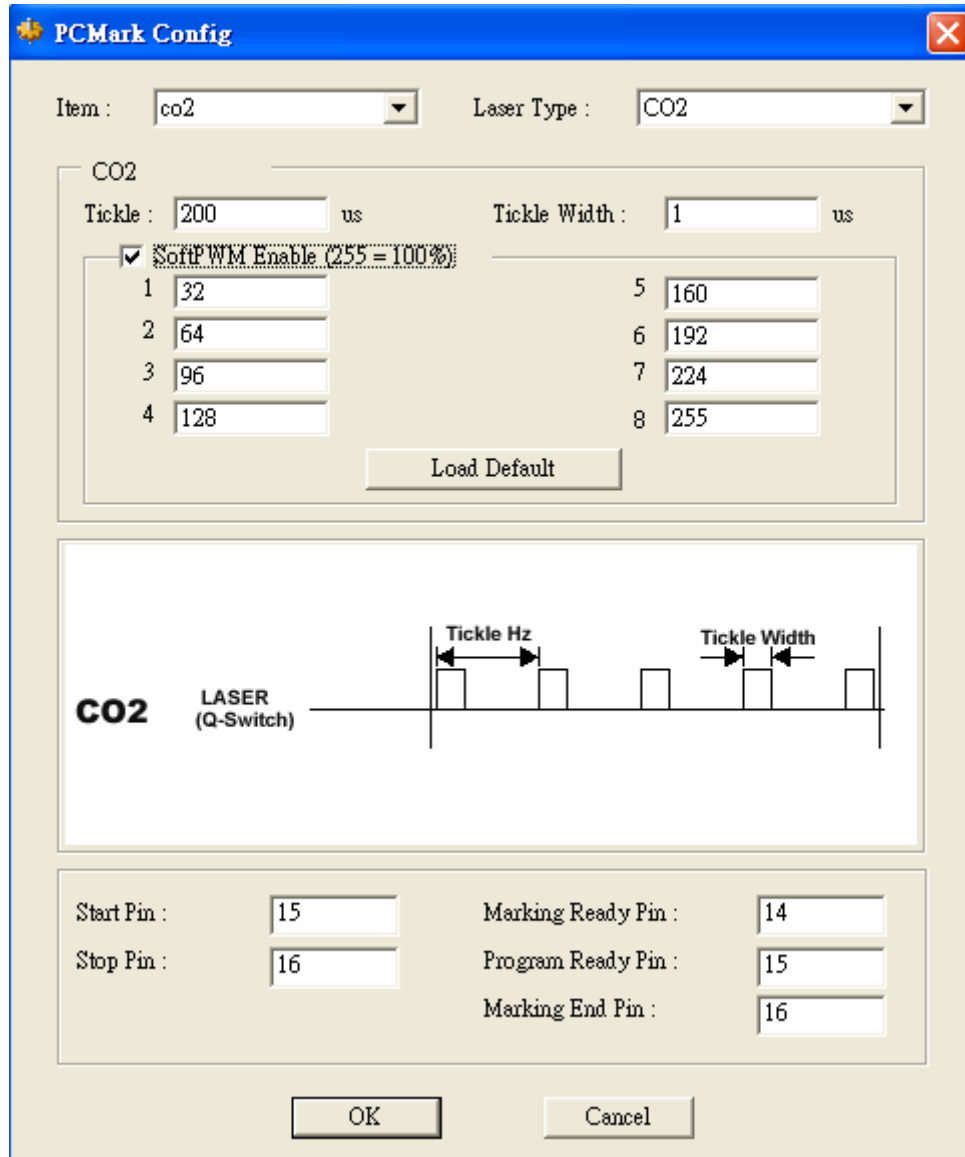 PCMark Config
Item : co2 Laser Type : CO2
CO2
Tickle : 200 us Tickle Width : 1 us
SoftPWM Enable (255 = 100%)
1 32 5 160
2 64 6 192
3 96 7 224
4 128 8 255
Load Default
Tickle Hz Tickle Width
CO2 LASER
(Q-Switch)
Start Pin : 15 Marking Ready Pin : 14
Stop Pin : 16 Program Ready Pin : 15
Marking End Pin : 16
OK Cancel